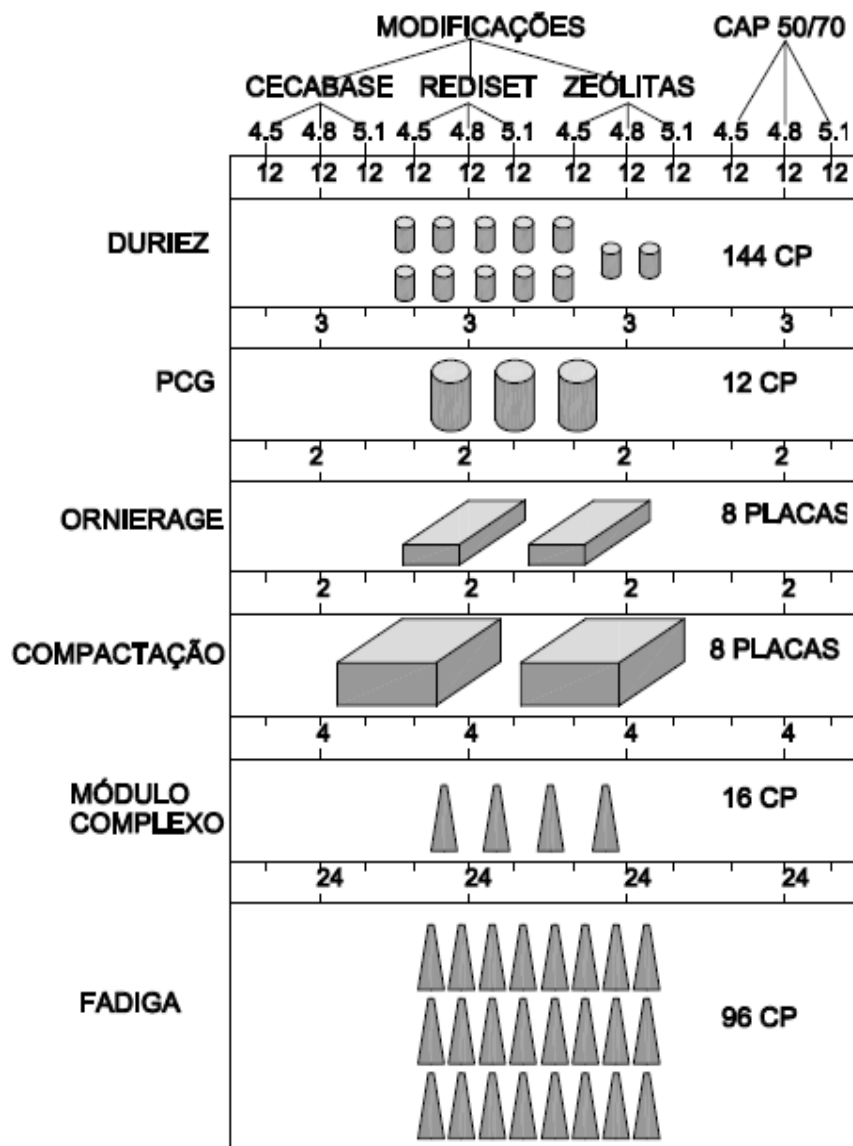 MODIFICAÇÕES CAP 50/70
CECABASE REDISET ZEÓLITAS
4.5 4.8 5.1 4.5 4.8 5.1 4.5 4.8 5.1 4.5 4.8 5.1
12 12 12 12 12 12 12 12 12 12 12 12
DURIEZ 144 CP
3 3 3 3
PCG 12 CP
2 2 2 2
ORNIERAGE 8 PLACAS
2 2 2 2
COMPACTAÇÃO 8 PLACAS
4 4 4 4
MÓDULO
COMPLEXO 16 CP
24 24 24 24
FADIGA 96 CP